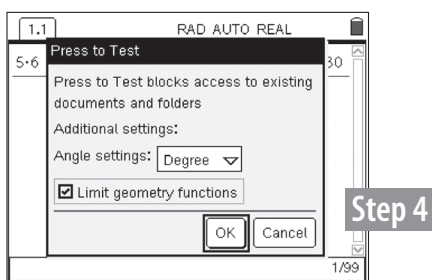 1.1 RAD AUTO REAL
Press to Test
5·6 30
Press to Test blocks access to existing
documents and folders
Additional settings:
Angle settings: Degree
Limit geometry functions
OK Cancel
Step 4
1/99